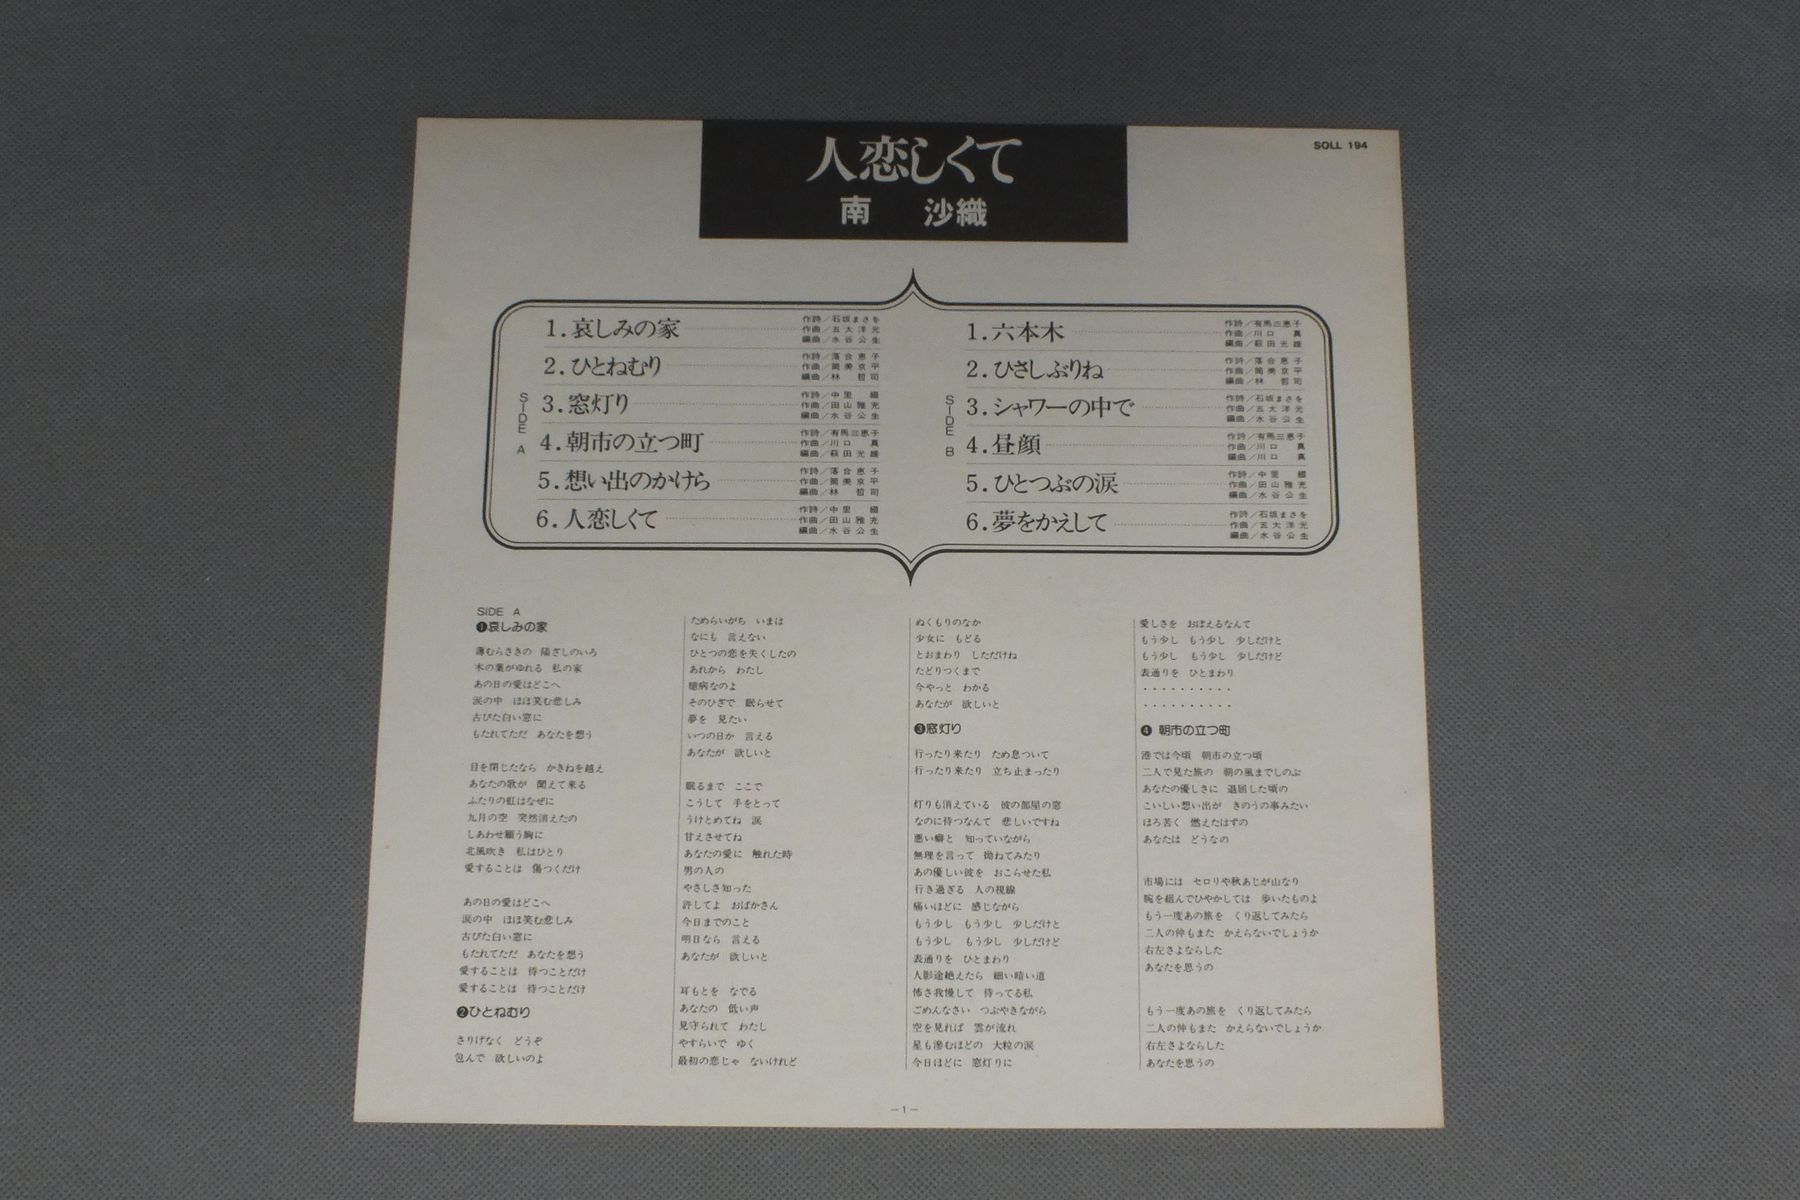 SOLL 194
人恋しくて
南 沙織
SIDE A
1.哀しみの家
作詩/石坂まさを
作曲/五大洋光
編曲/水谷公生
2.ひとねむり
作詩/落合恵子
作曲/筒美京平
編曲/林 哲司
3.窓灯り
作詩/中里 綴
作曲/田山雅充
編曲/水谷公生
4.朝市の立つ町
作詩/有馬三恵子
作曲/川口 真
編曲/萩田光雄
5.想い出のかけら
作詩/落合恵子
作曲/筒美京平
編曲/林 哲司
6.人恋しくて
作詩/中里 綴
作曲/田山雅充
編曲/水谷公生
SIDE B
1.六本木
作詩/有馬三恵子
作曲/川口 真
編曲/萩田光雄
2.ひさしぶりね
作詩/落合恵子
作曲/筒美京平
編曲/林 哲司
3.シャワーの中で
作詩/石坂まさを
作曲/五大洋光
編曲/水谷公生
4.昼顔
作詩/有馬三恵子
作曲/川口 真
編曲/川口 真
5.ひとつぶの涙
作詩/中里 綴
作曲/田山雅充
編曲/水谷公生
6.夢をかえして
作詩/石坂まさを
作曲/五大洋光
編曲/水谷公生
SIDE A
❶哀しみの家
薄むらさきの 陽ざしのいろ
木の葉がゆれる 私の家
あの日の愛はどこへ
涙の中 ほほ笑む悲しみ
古びた白い窓に
もたれてただ あなたを想う
目を閉じたなら かきねを越え
あなたの歌が 聞えて来る
ふたりの虹はなぜに
九月の空 突然消えたの
しあわせ願う胸に
北風吹き 私はひとり
愛することは 傷つくだけ
あの日の愛はどこへ
涙の中 ほほ笑む悲しみ
古びた白い窓に
もたれてただ あなたを想う
愛することは 待つことだけ
愛することは 待つことだけ
❷ひとねむり
さりげなく どうぞ
包んで 欲しいのよ
ためらいがち いまは
なにも 言えない
ひとつの恋を失くしたの
あれから わたし
臆病なのよ
そのひざで 眠らせて
夢を 見たい
いつの日か 言える
あなたが 欲しいと
眠るまで ここで
こうして 手をとって
うけとめてね 涙
甘えさせてね
あなたの愛に 触れた時
男の人の
やさしさ知った
許してよ おばかさん
今日までのこと
明日なら 言える
あなたが 欲しいと
耳もとを なでる
あなたの 低い声
見守られて わたし
やすらいで ゆく
最初の恋じゃ ないけれど
ぬくもりのなか
少女に もどる
とおまわり しただけね
たどりつくまで
今やっと わかる
あなたが 欲しいと
❸窓灯り
行ったり来たり ため息ついて
行ったり来たり 立ち止まったり
灯りも消えている 彼の部屋の窓
なのに待つなんて 悲しいですね
悪い癖と 知っていながら
無理を言って 拗ねてみたり
あの優しい彼を おこらせた私
行き過ぎる 人の視線
痛いほどに 感じながら
もう少し もう少し 少しだけと
もう少し もう少し 少しだけど
表通りを ひとまわり
人影途絶えたら 細い暗い道
怖さ我慢して 待ってる私
ごめんなさい つぶやきながら
空を見れば 雲が流れ
星も滲むほどの 大粒の涙
今日ほどに 窓灯りに
愛しさを おぼえるなんて
もう少し もう少し 少しだけと
もう少し もう少し 少しだけど
表通りを ひとまわり
・・・・・・・・・・
・・・・・・・・・・
❹ 朝市の立つ町
港では今頃 朝市の立つ頃
二人で見た旅の 朝の風までしのぶ
あなたの優しさに 退屈した頃の
こいしい想い出が きのうの事みたい
ほろ苦く 燃えたはずの
あなたは どうなの
市場には セロリや秋あじが山なり
腕を組んでひやかしては 歩いたものよ
もう一度あの旅を くり返してみたら
二人の仲もまた かえらないでしょうか
右左さよならした
あなたを思うの
もう一度あの旅を くり返してみたら
二人の仲もまた かえらないでしょうか
右左さよならした
あなたを思うの
－1－